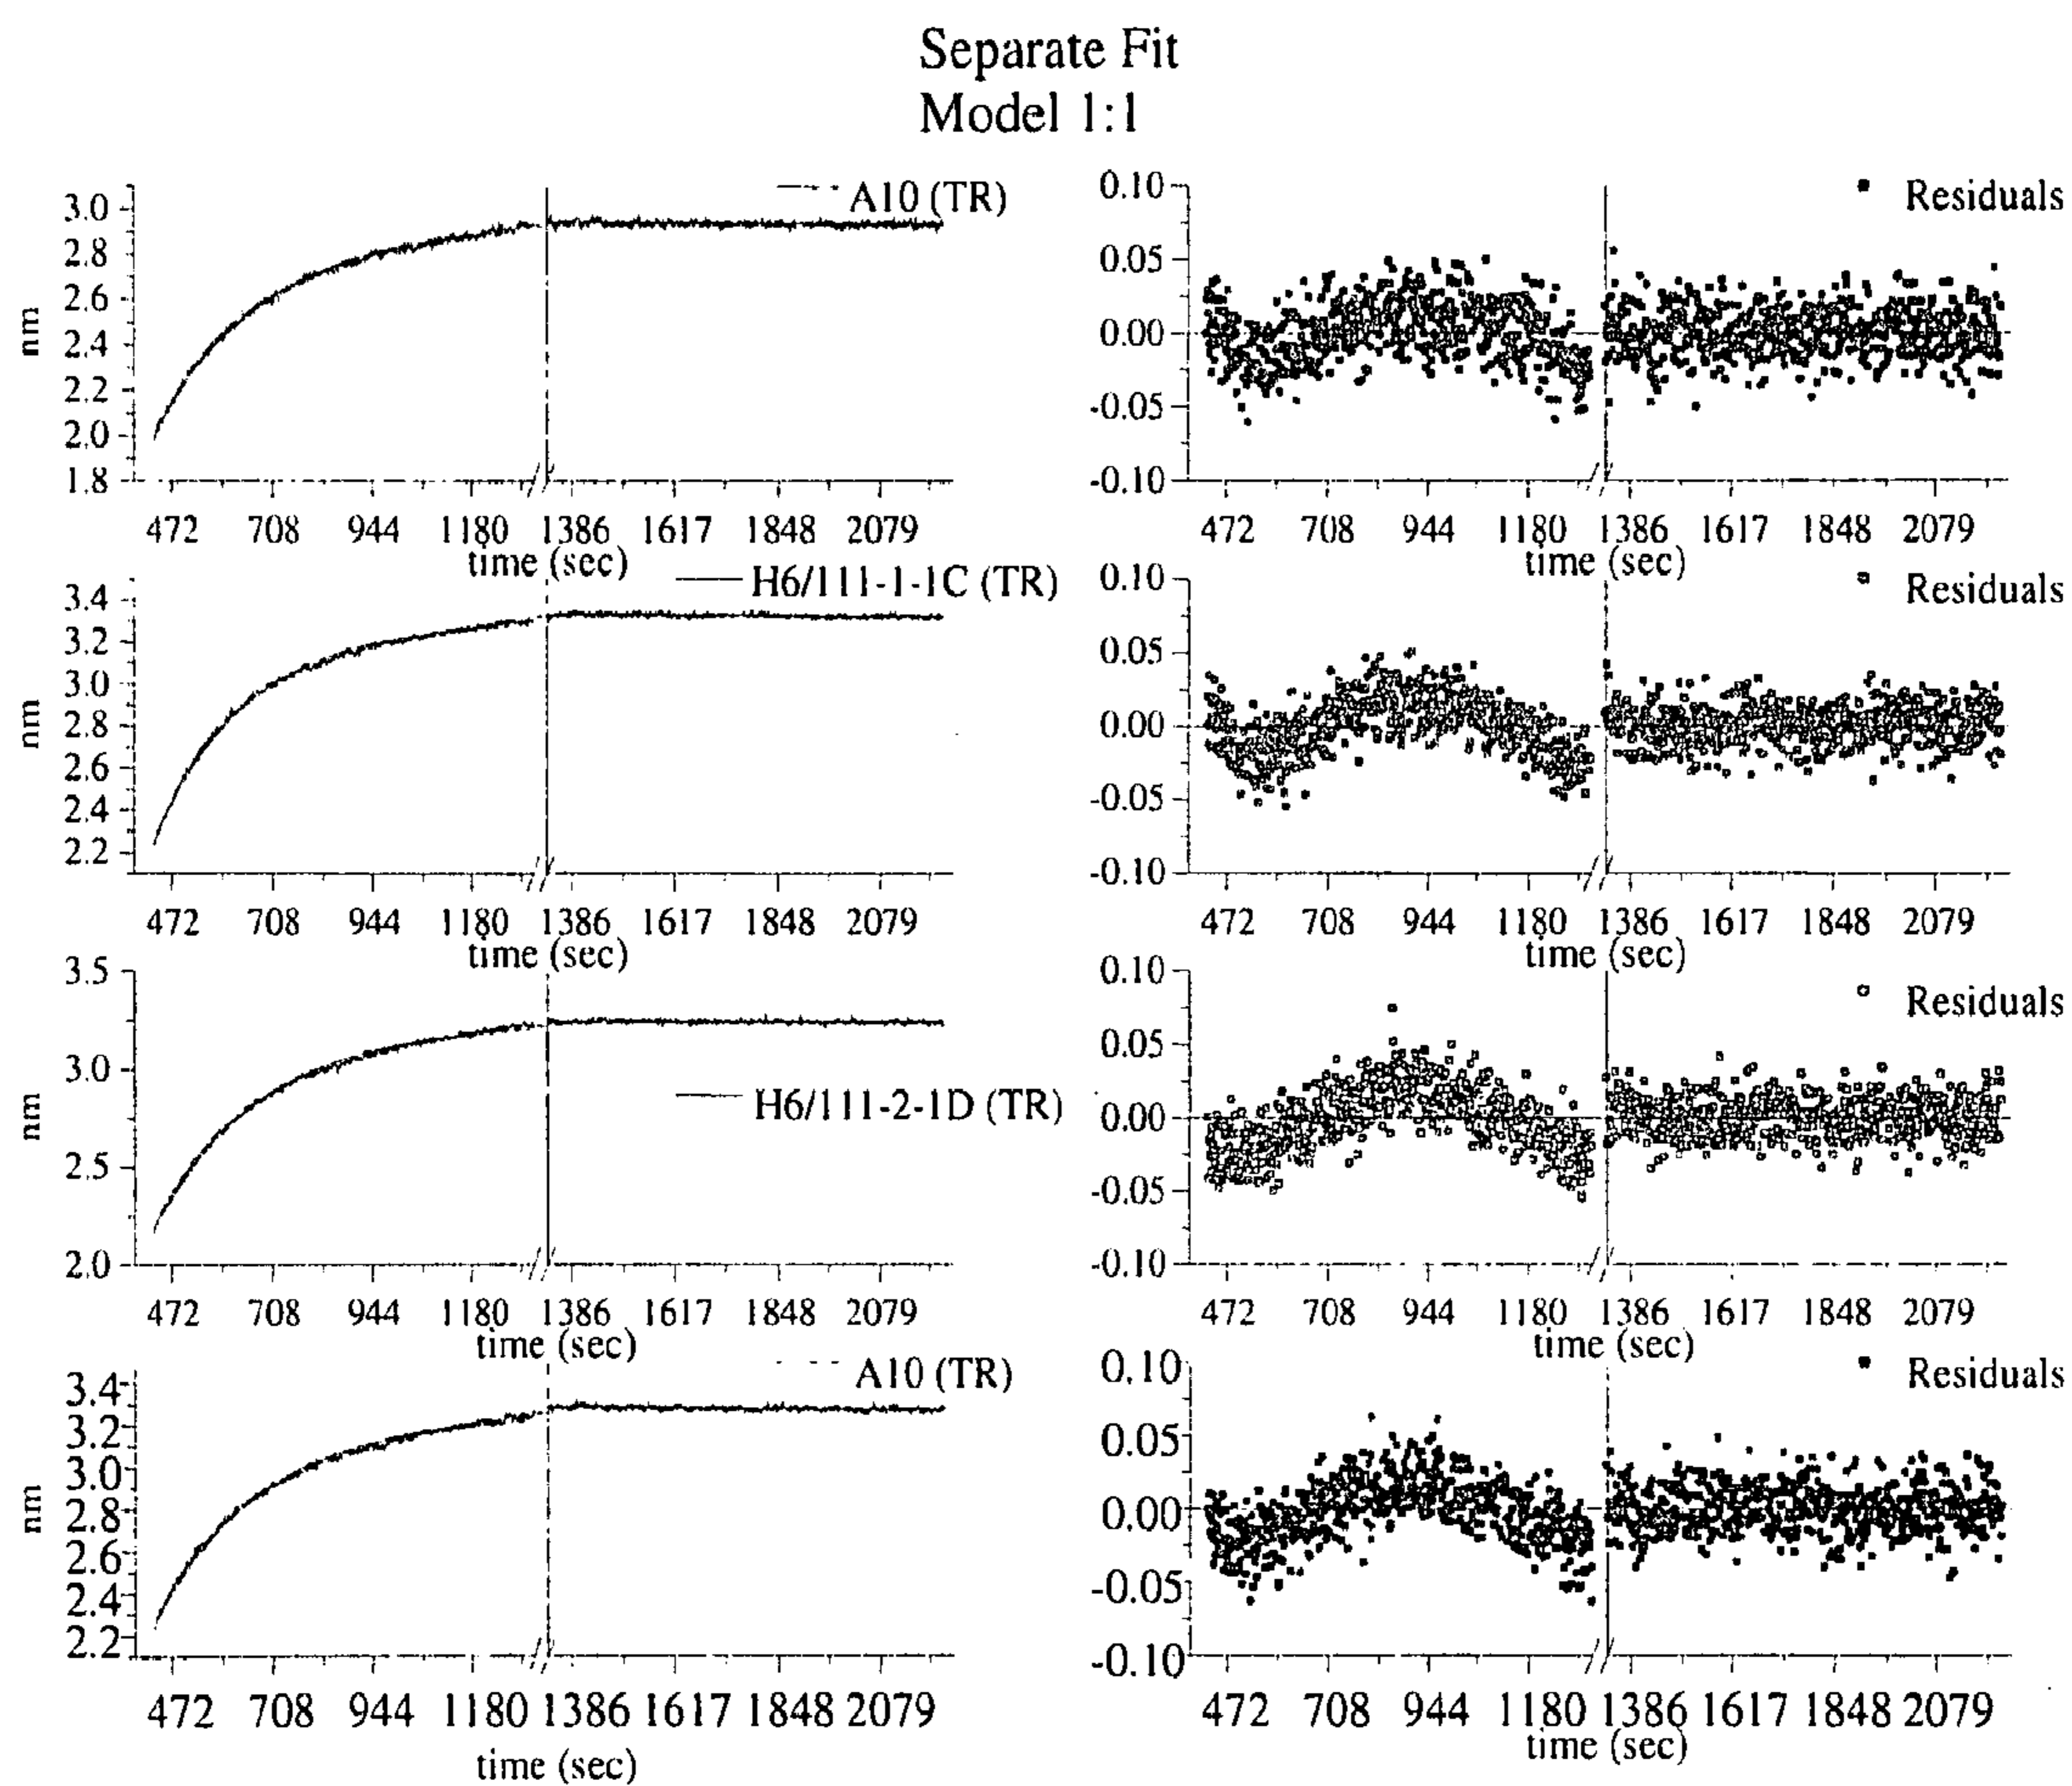 Separate Fit
Model 1:1
A10 (TR)
3.0
2.8
2.6
2.4
2.2
2.0
1.8
nm
472 708 944 1180 1386 1617 1848 2079
time (sec)
Residuals
0.10
0.05
0.00
-0.05
-0.10
472 708 944 1180 1386 1617 1848 2079
time (sec)
H6/111-1-1C (TR)
3.4
3.2
3.0
2.8
2.6
2.4
2.2
nm
472 708 944 1180 1386 1617 1848 2079
time (sec)
Residuals
0.10
0.05
0.00
-0.05
-0.10
472 708 944 1180 1386 1617 1848 2079
time (sec)
3.5
3.0
2.5
2.0
nm
H6/111-2-1D (TR)
472 708 944 1180 1386 1617 1848 2079
time (sec)
Residuals
0.10
0.05
0.00
-0.05
-0.10
472 708 944 1180 1386 1617 1848 2079
time (sec)
A10 (TR)
3.4
3.2
3.0
2.8
2.6
2.4
2.2
nm
472 708 944 1180 1386 1617 1848 2079
time (sec)
Residuals
0.10
0.05
0.00
-0.05
-0.10
472 708 944 1180 1386 1617 1848 2079
time (sec)